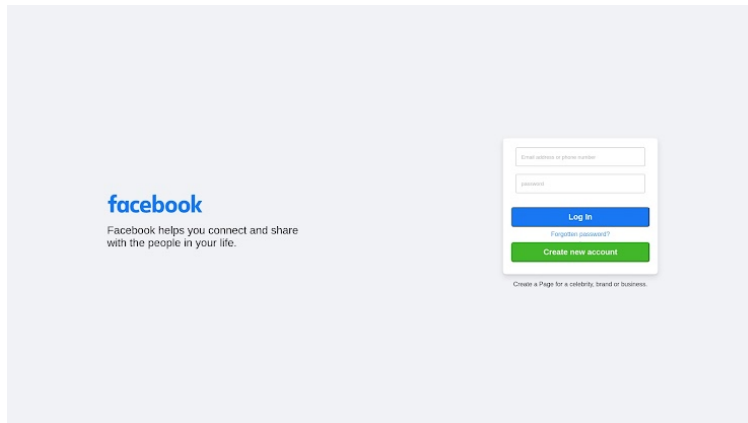 facebook
Facebook helps you connect and share
with the people in your life.
Email address or phone number
password
Log In
Forgotten password?
Create new account
Create a Page for a celebrity, brand or business.